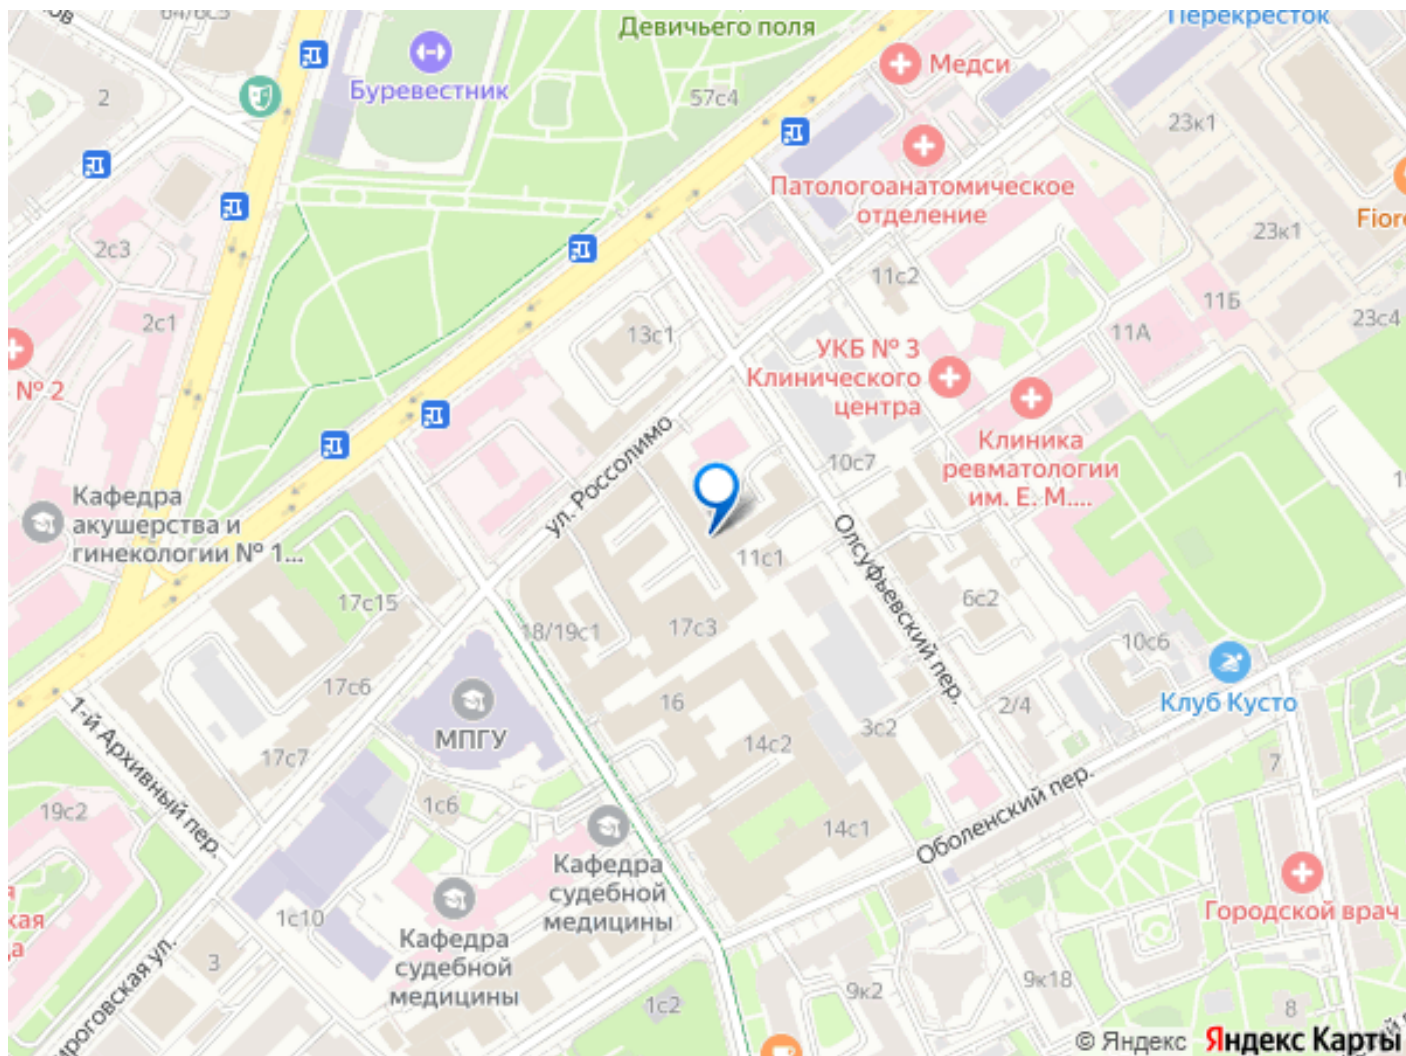 64/6с5
Девичьего поля
Перекресток
Буревестник
Медси
57с4
2
23к1
Патологоанатомическое
отделение
Fior
2с3
23к1
11с2
11Б
2с1
13с1
11А
23с4
№ 2
УКБ № 3
Клинического
центра
ул. Россолимо
Клиника
ревматологии
им. Е. М....
10с7
Кафедра
акушерства и
гинекологии № 1...
Олсуфьевский пер.
11с1
17с15
18/19с1
17с3
6с2
10с6
17с6
16
2/4
Клуб Кусто
1-й Архивный пер.
МПГУ
14с2
3с2
17с7
7
19с2
1с6
14с1
Оболенский пер.
Кафедра
судебной
медицины
Городской врач
1с10
Кафедра
судебной
медицины
3
9к18
9к2
1с2
8
© Яндекс Яндекс Карты